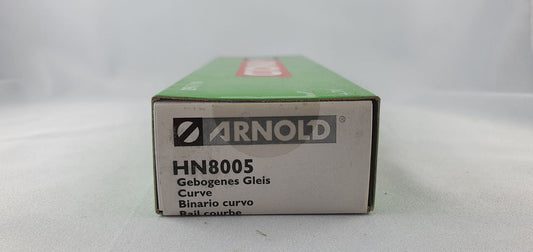 ARNOLD®
HN8005
Gebogenes Gleis
Curve
Binario curvo
Rail courbe